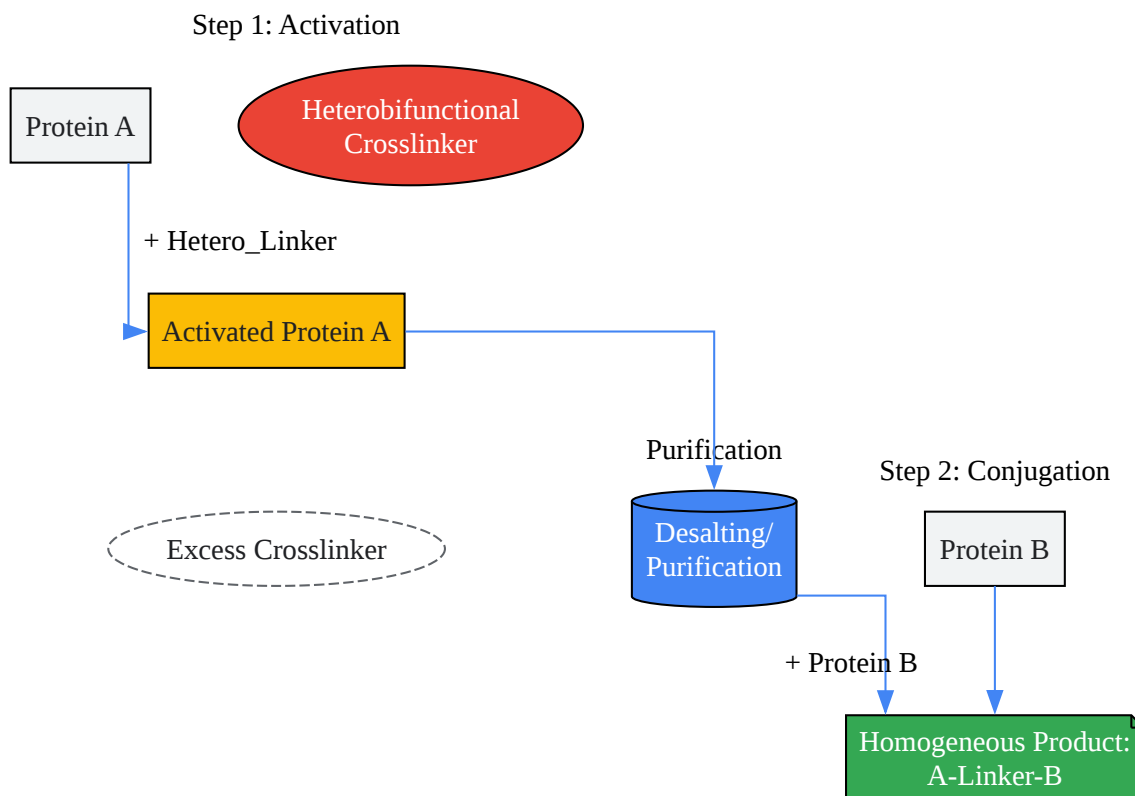 Step 1: Activation
Protein A
Heterobifunctional
Crosslinker
+ Hetero_Linker
Activated Protein A
Purification
Step 2: Conjugation
Excess Crosslinker
Desalting/
Purification
Protein B
+ Protein B
Homogeneous Product:
A-Linker-B